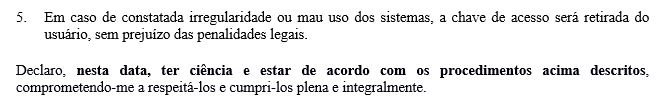 5. Em caso de constatada irregularidade ou mau uso dos sistemas, a chave de acesso será retirada do
usuário, sem prejuízo das penalidades legais.
Declaro, nesta data, ter ciência e estar de acordo com os procedimentos acima descritos,
comprometendo-me a respeitá-los e cumpri-los plena e integralmente.